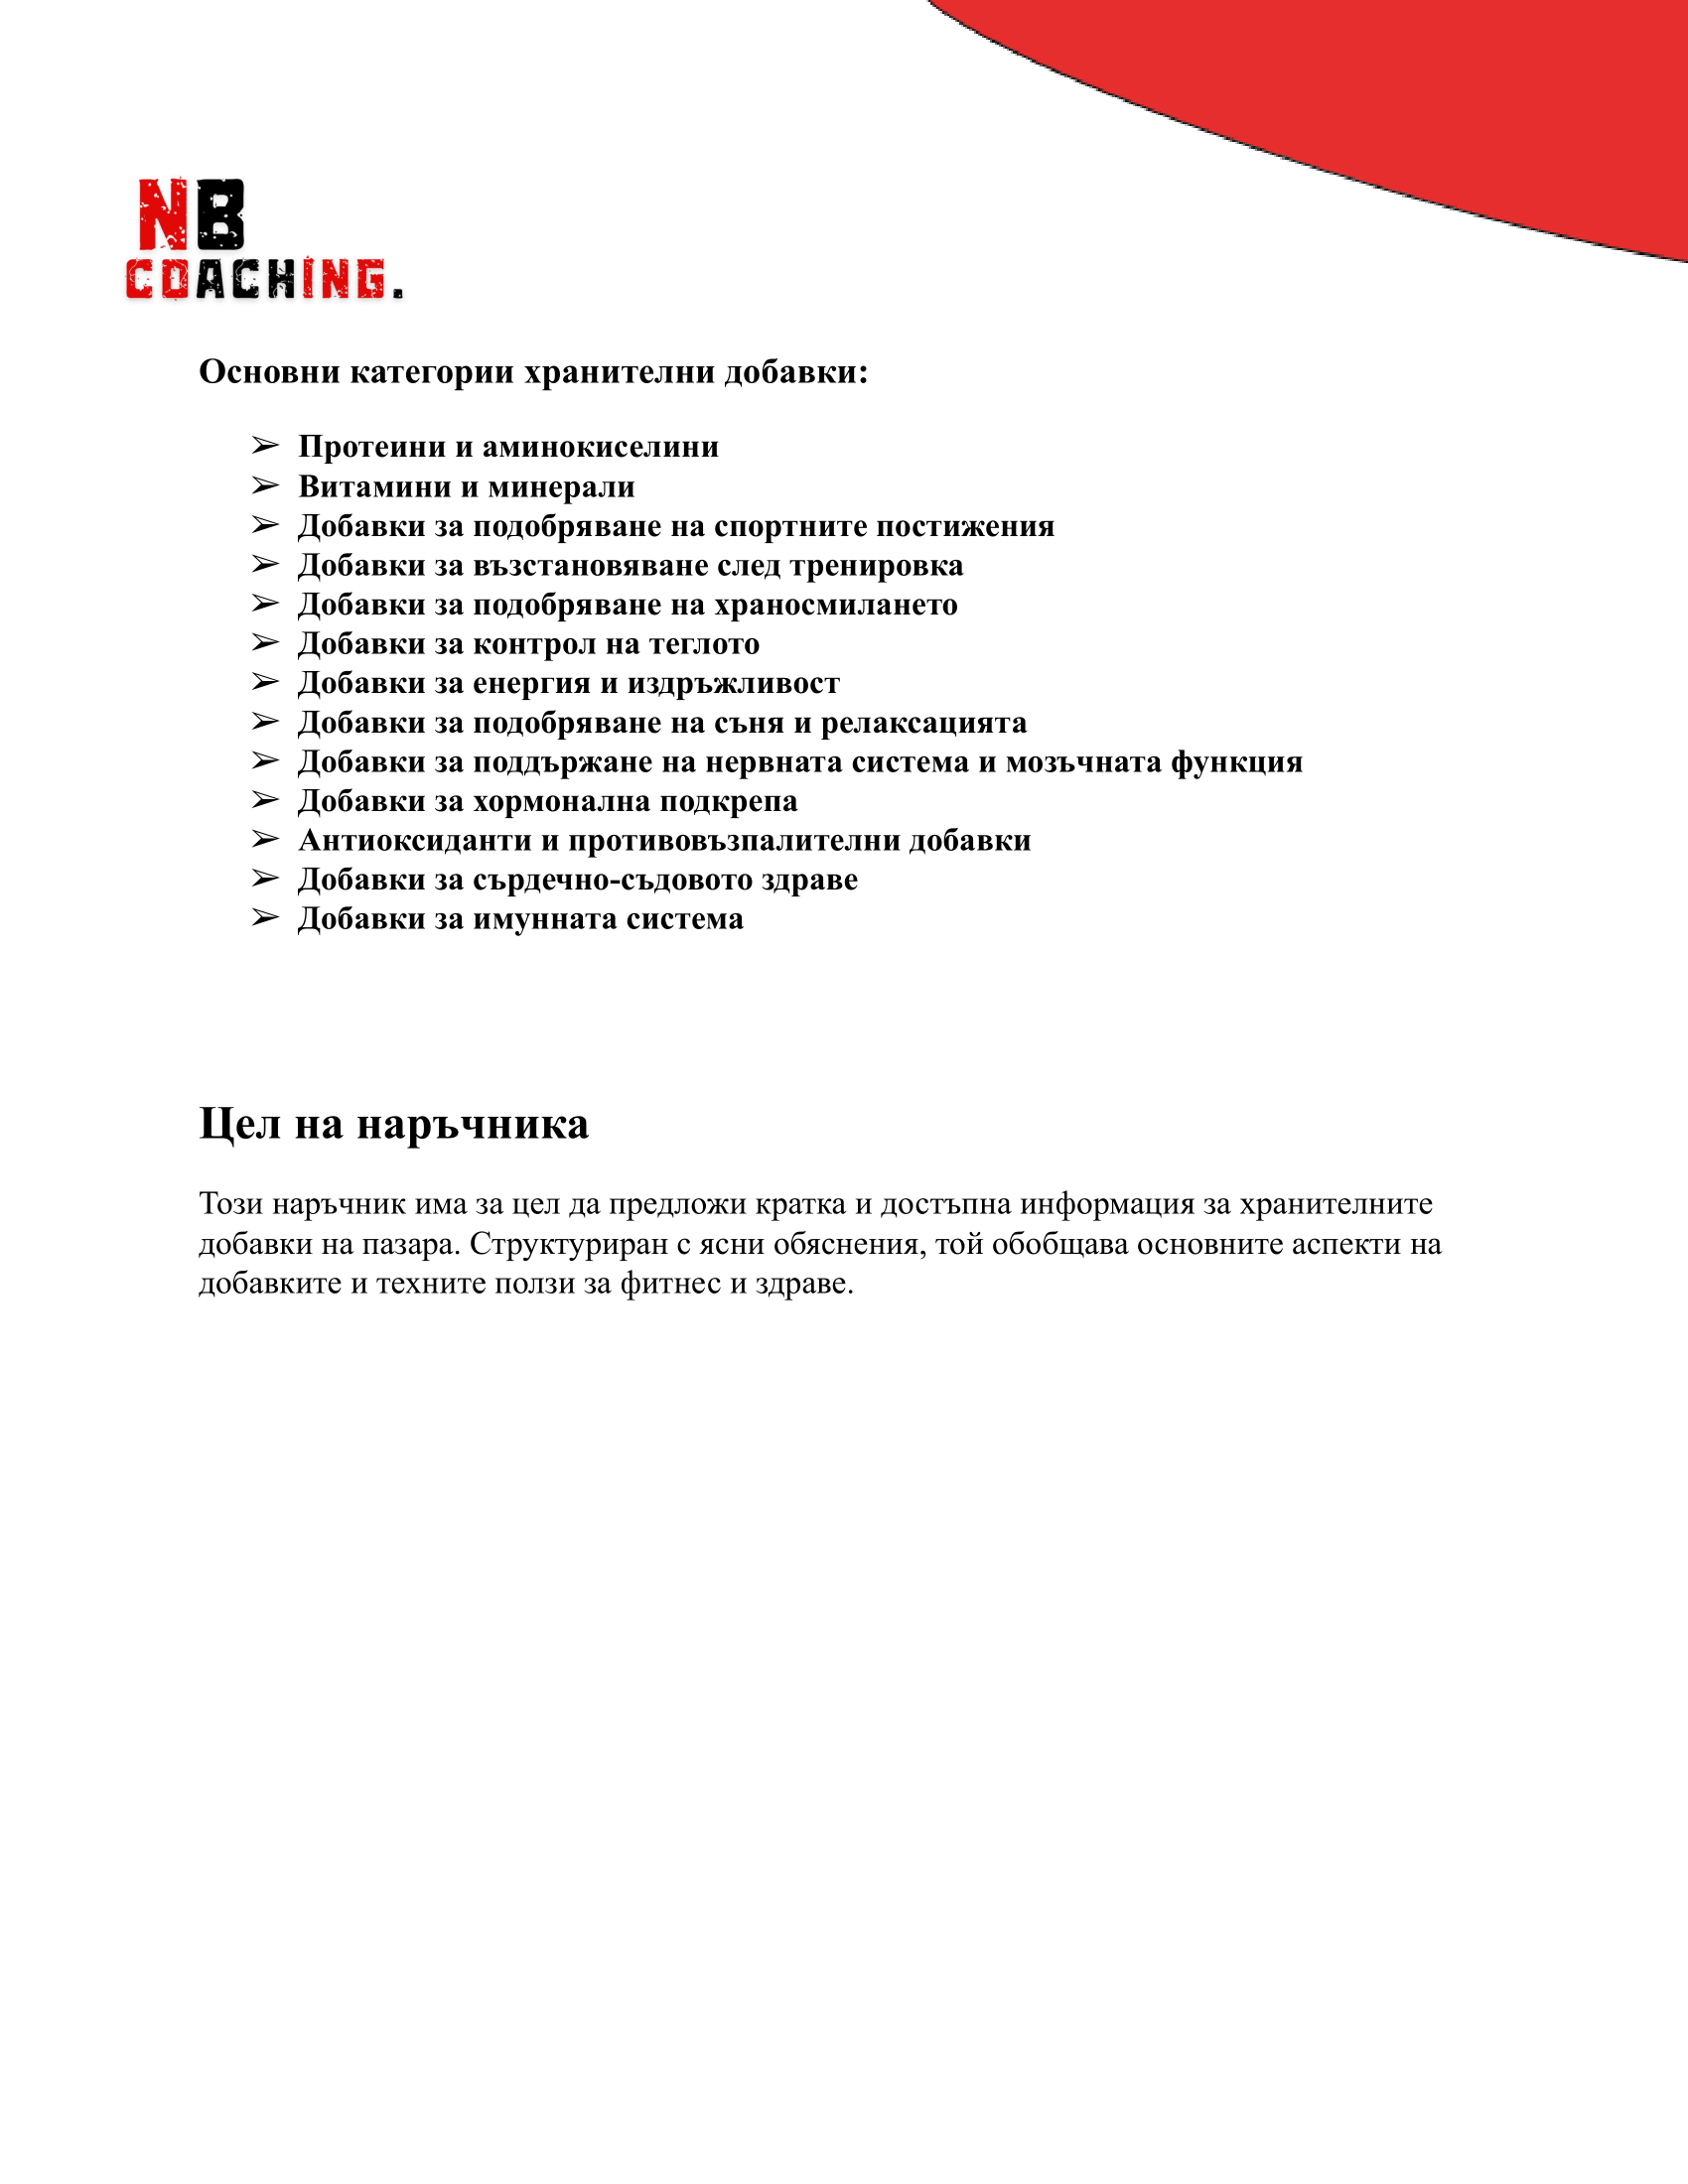 NB
COACHING.
Основни категории хранителни добавки:
➢ Протеини и аминокиселини
➢ Витамини и минерали
➢ Добавки за подобряване на спортните постижения
➢ Добавки за възстановяване след тренировка
➢ Добавки за подобряване на храносмилането
➢ Добавки за контрол на теглото
➢ Добавки за енергия и издръжливост
➢ Добавки за подобряване на съня и релаксацията
➢ Добавки за поддържане на нервната система и мозъчната функция
➢ Добавки за хормонална подкрепа
➢ Антиоксиданти и противовъзпалителни добавки
➢ Добавки за сърдечно-съдовото здраве
➢ Добавки за имунната система
Цел на наръчника
Този наръчник има за цел да предложи кратка и достъпна информация за хранителните
добавки на пазара. Структуриран с ясни обяснения, той обобщава основните аспекти на
добавките и техните ползи за фитнес и здраве.